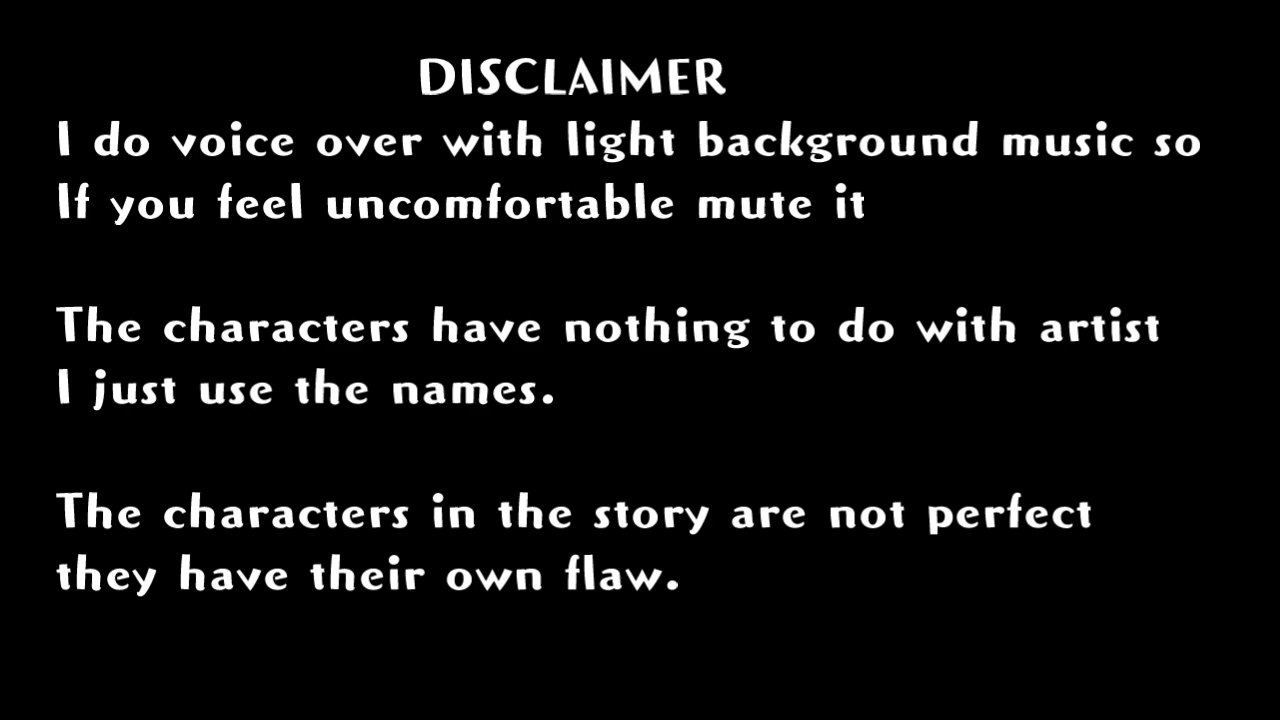 DISCLAIMER
I do voice over with light background music so
If you feel uncomfortable mute it
The characters have nothing to do with artist
I just use the names.
The characters in the story are not perfect
they have their own flaw.